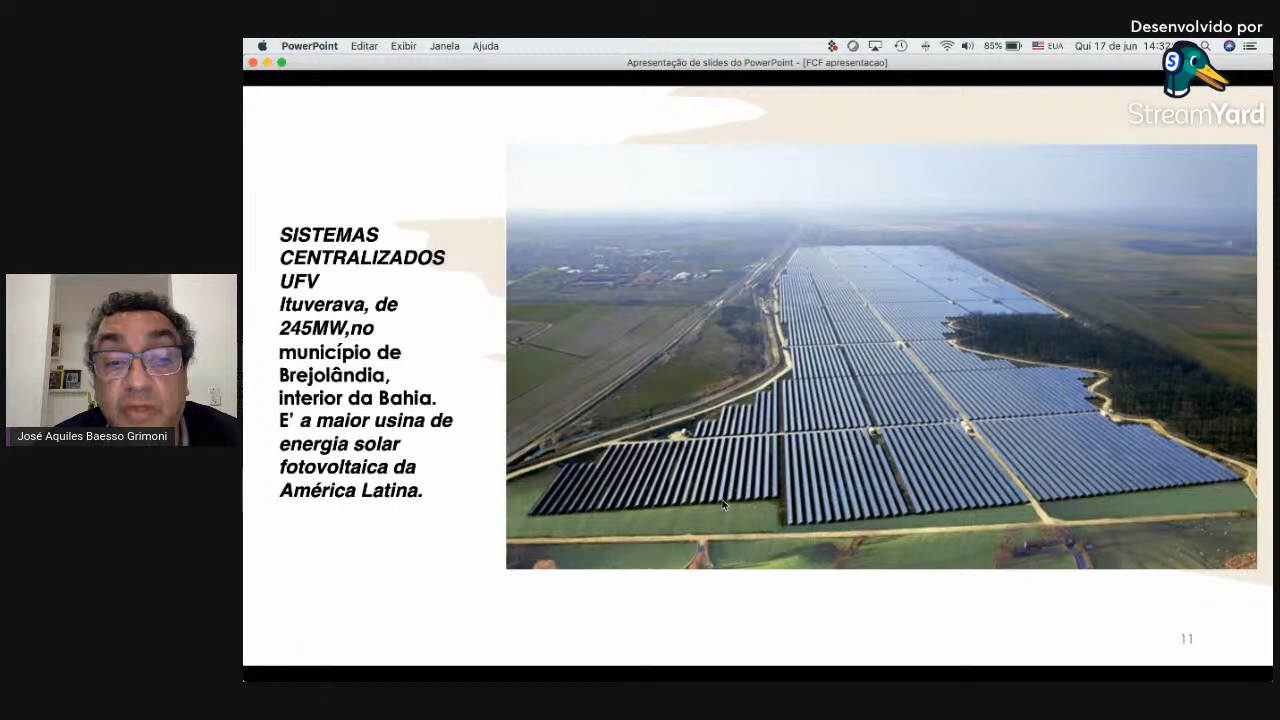 Desenvolvido por
StreamYard
PowerPoint Editar Exibir Janela Ajuda
85% EUA Qui 17 de jun 14:32
Apresentação de slides do PowerPoint - [FCF apresentacao]
SISTEMAS
CENTRALIZADOS
UFV
Ituverava, de
245MW,no
município de
Brejolândia,
interior da Bahia.
E’ a maior usina de
energia solar
fotovoltaica da
América Latina.
11
José Aquiles Baesso Grimoni